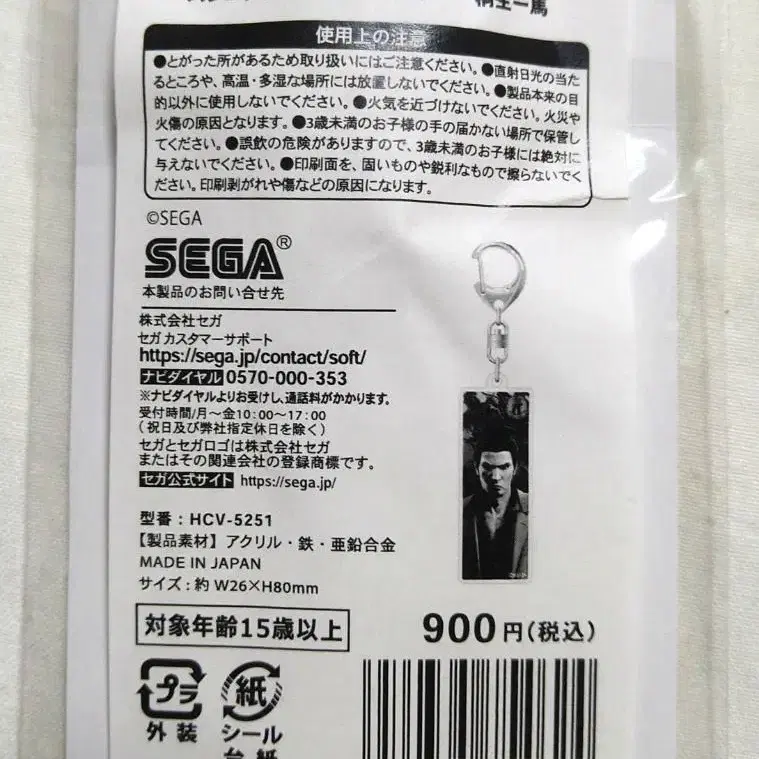 桐生一馬
使用上の注意
●とがった所があるため取り扱いにはご注意ください。●直射日光の当た
るところや、高温・多湿な場所には放置しないでください。●製品本来の目
的以外に使用しないでください。●火気を近づけないでください。火災や
火傷の原因となります。●3歳未満のお子様の手の届かない場所で保管し
てください。●誤飲の危険がありますので、3歳未満のお子様には絶対に
与えないでください。●印刷面を、固いものや鋭利なもので擦らないでく
ださい。印刷剥がれや傷などの原因になります。
©SEGA
SEGA®
本製品のお問い合せ先
株式会社セガ
セガ カスタマーサポート
https://sega.jp/contact/soft/
ナビダイヤル 0570-000-353
※ナビダイヤルよりお受けし、通話料がかかります。
受付時間/月～金10:00～17:00
（祝日及び弊社指定休日を除く）
セガとセガロゴは株式会社セガ
またはその関連会社の登録商標です。
セガ公式サイト https://sega.jp/
型番：HCV-5251
【製品素材】アクリル・鉄・亜鉛合金
MADE IN JAPAN
サイズ：約 W26×H80mm
対象年齢15歳以上
900円(税込)
プラ
外装
紙
シール
台紙